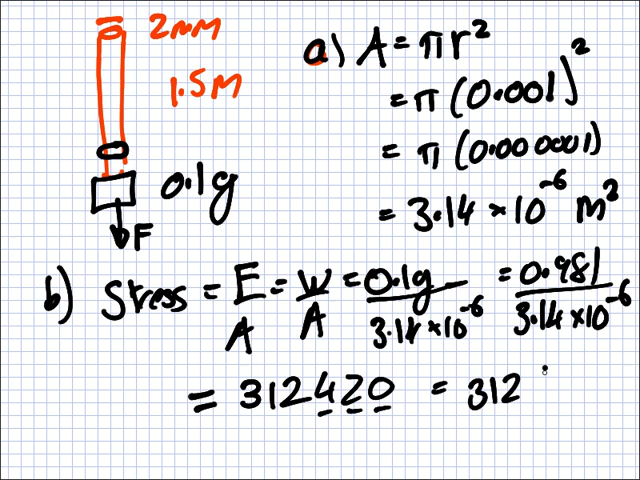 2mm
1.5M
0.1g
F
a) A = πr²
= π(0.001)²
= π(0.000001)
= 3.14 × 10⁻⁶ m²
b) Stress = F/A = W/A = 0.1g/3.14×10⁻⁶ = 0.981/3.14×10⁻⁶
= 312420 = 312